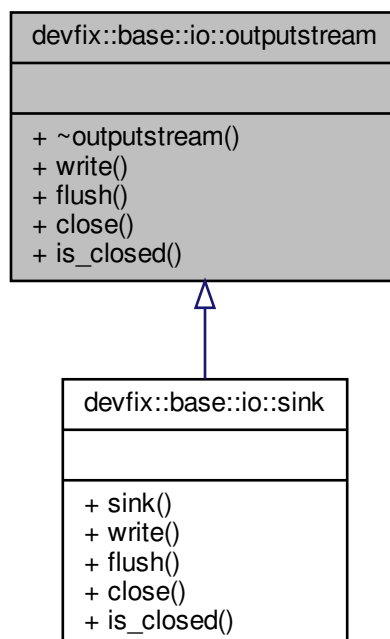 devfix::base::io::outputstream
+ ~outputstream()
+ write()
+ flush()
+ close()
+ is_closed()
devfix::base::io::sink
+ sink()
+ write()
+ flush()
+ close()
+ is_closed()